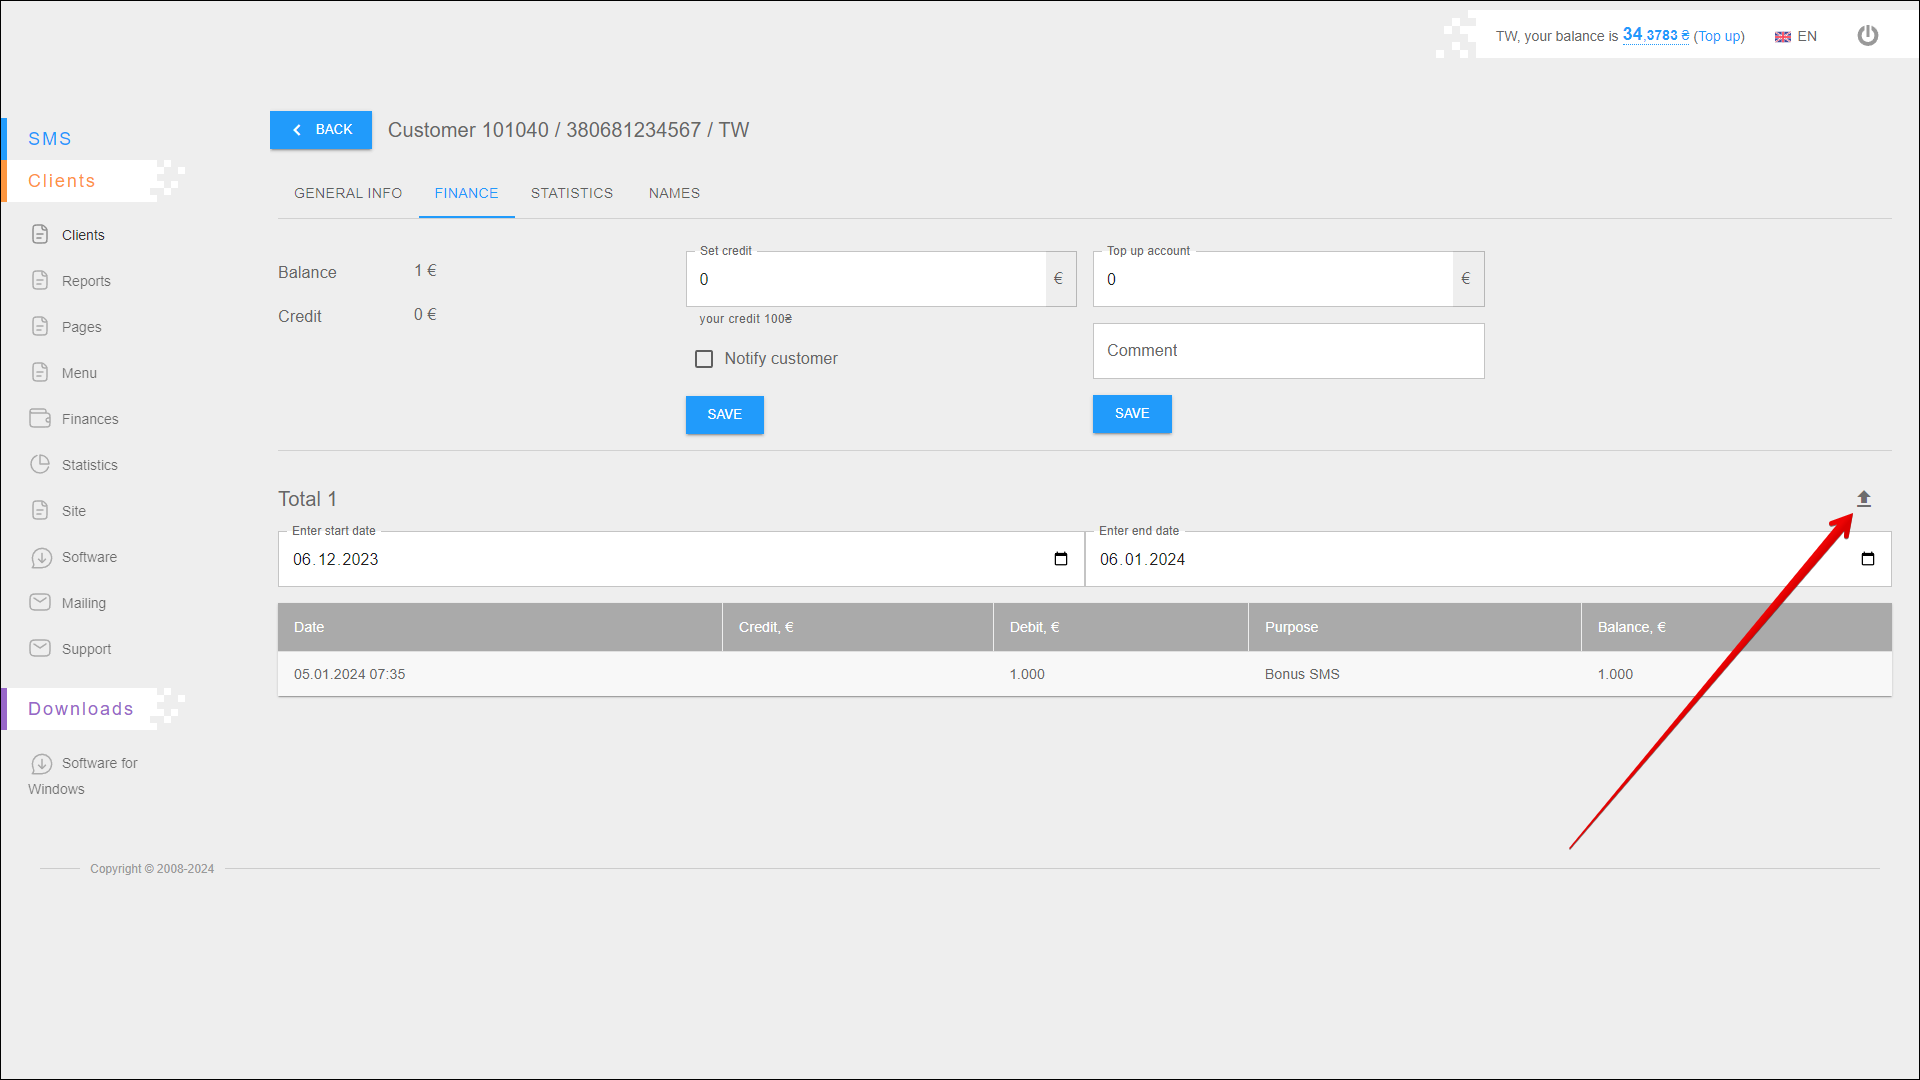 TW, your balance is 34,3783 ₴ (Top up)
EN
SMS
Clients
Clients
Reports
Pages
Menu
Finances
Statistics
Site
Software
Mailing
Support
Downloads
Software for
Windows
BACK
Customer 101040 / 380681234567 / TW
GENERAL INFO
FINANCE
STATISTICS
NAMES
Balance 1 €
Credit 0 €
Set credit
0 €
your credit 100₴
Notify customer
SAVE
Top up account
0 €
Comment
SAVE
Total 1
Enter start date
06.12.2023
Enter end date
06.01.2024
Date Credit, € Debit, € Purpose Balance, €
05.01.2024 07:35 1.000 Bonus SMS 1.000
Copyright © 2008-2024